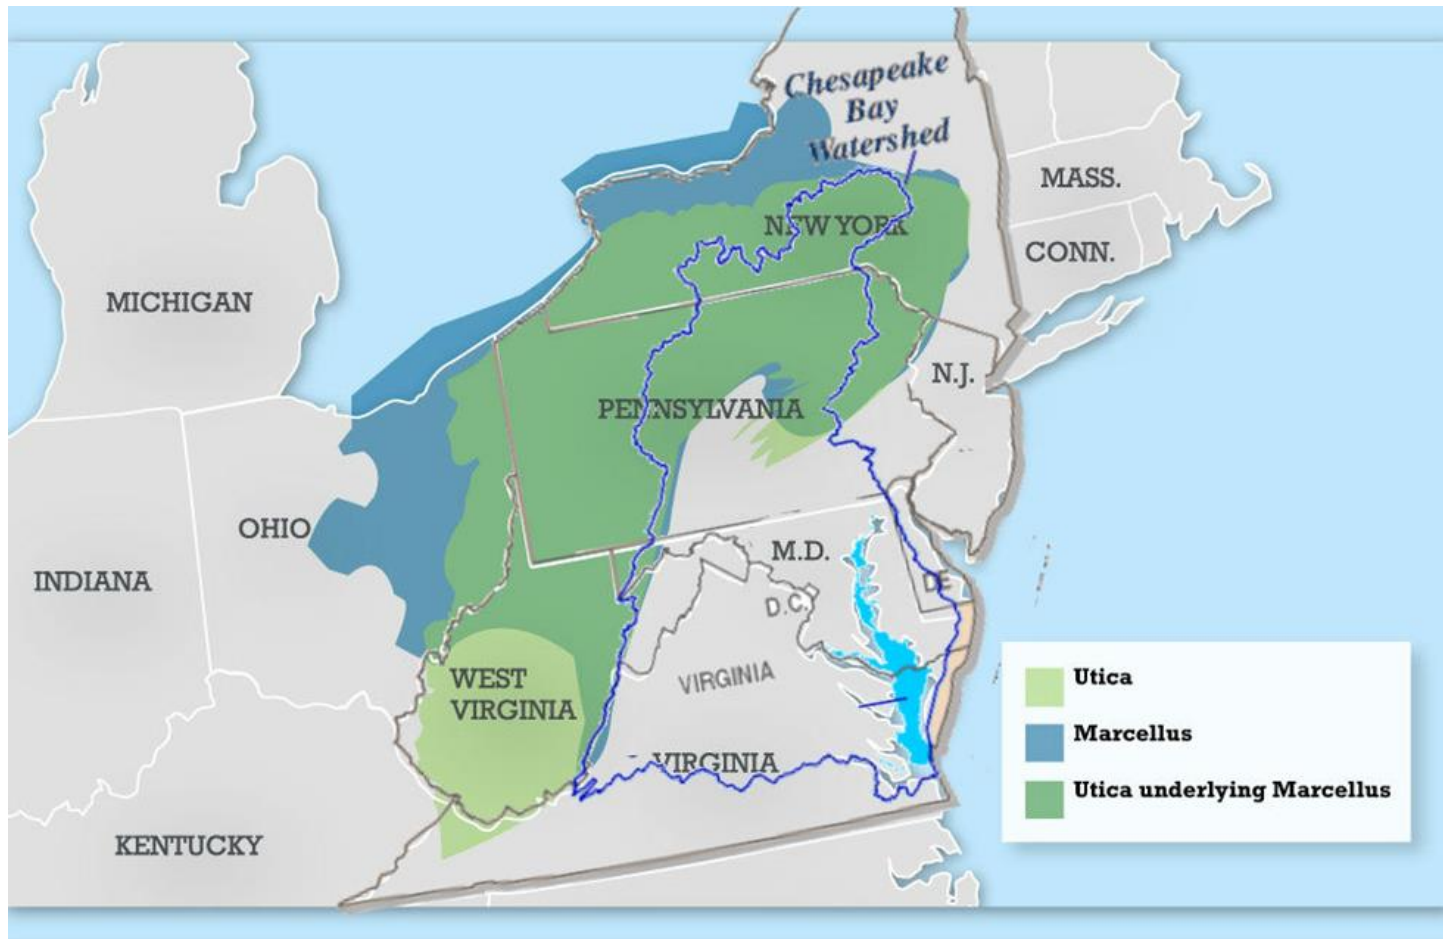 Chesapeake
Bay
Watershed
MASS.
NEW YORK
CONN.
MICHIGAN
N.J.
PENNSYLVANIA
OHIO
M.D.
INDIANA
DE
D.C.
WEST
VIRGINIA
VIRGINIA
VIRGINIA
KENTUCKY
Utica
Marcellus
Utica underlying Marcellus